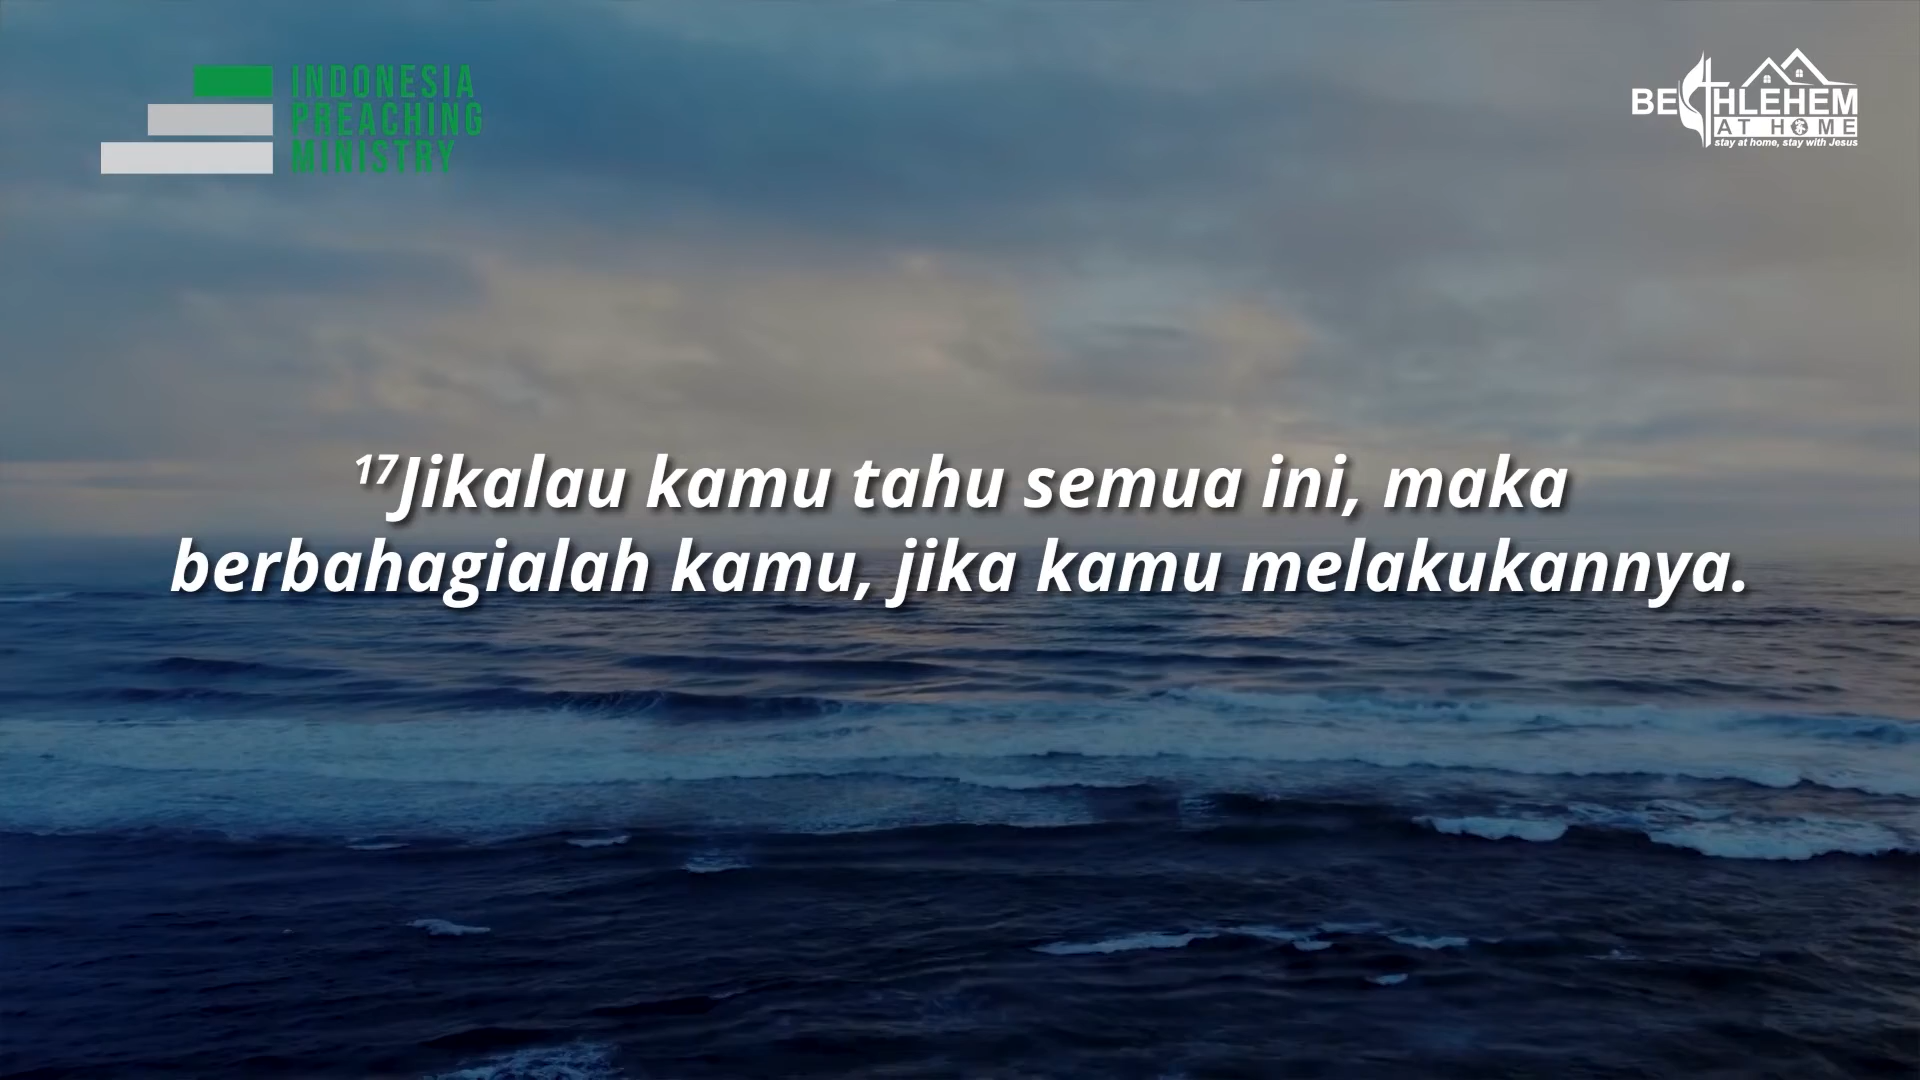 INDONESIA
PREACHING
MINISTRY
BETHLEHEM
AT HOME
stay at home, stay with Jesus
¹⁷Jikalau kamu tahu semua ini, maka
berbahagialah kamu, jika kamu melakukannya.